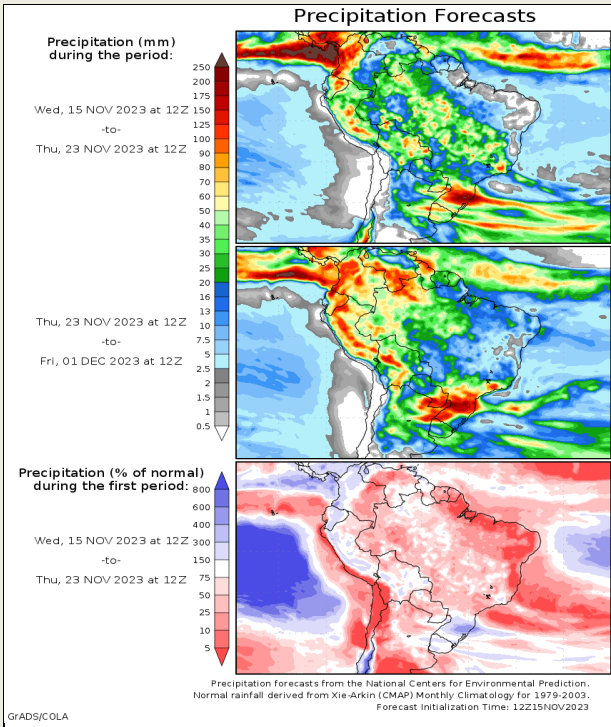 Precipitation Forecasts
Precipitation (mm)
during the period:
Wed, 15 NOV 2023 at 12Z
-to-
Thu, 23 NOV 2023 at 12Z
250
200
175
150
125
100
90
80
70
60
50
40
35
30
25
20
16
13
10
7.5
5
2.5
2
1.5
1
0.5
Thu, 23 NOV 2023 at 12Z
-to-
Fri, 01 DEC 2023 at 12Z
Precipitation (% of normal)
during the first period:
Wed, 15 NOV 2023 at 12Z
-to-
Thu, 23 NOV 2023 at 12Z
800
600
400
300
150
75
50
25
10
5
Precipitation forecasts from the National Centers for Environmental Prediction.
Normal rainfall derived from Xie-Arkin (CMAP) Monthly Climatology for 1979-2003.
Forecast Initialization Time: 12Z15NOV2023
GrADS/COLA